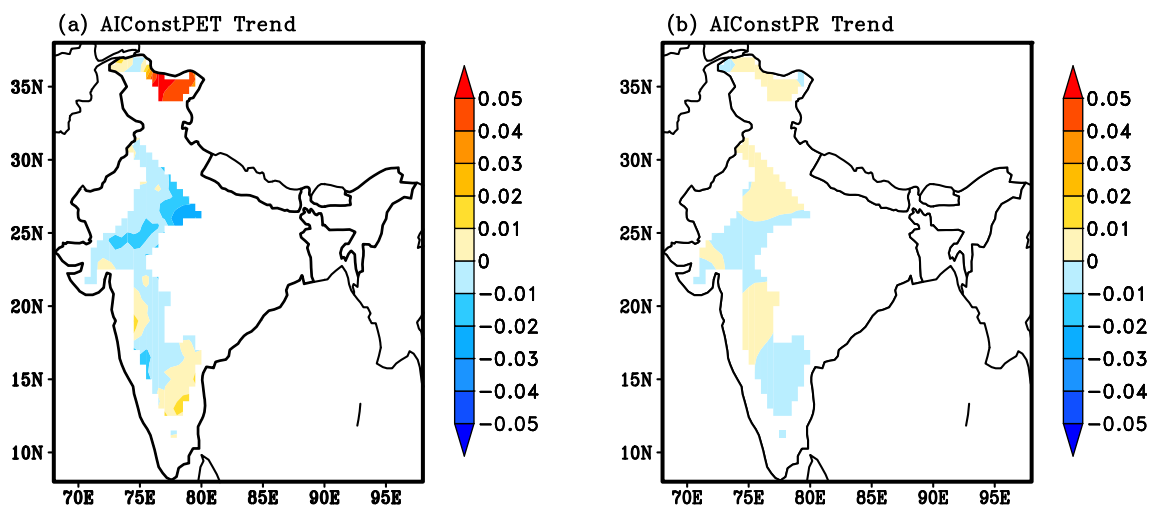 (a) AIConstPET Trend
(b) AIConstPR Trend
35N
30N
25N
20N
15N
10N
70E 75E 80E 85E 90E 95E
0.05
0.04
0.03
0.02
0.01
0
-0.01
-0.02
-0.03
-0.04
-0.05
35N
30N
25N
20N
15N
10N
70E 75E 80E 85E 90E 95E
0.05
0.04
0.03
0.02
0.01
0
-0.01
-0.02
-0.03
-0.04
-0.05